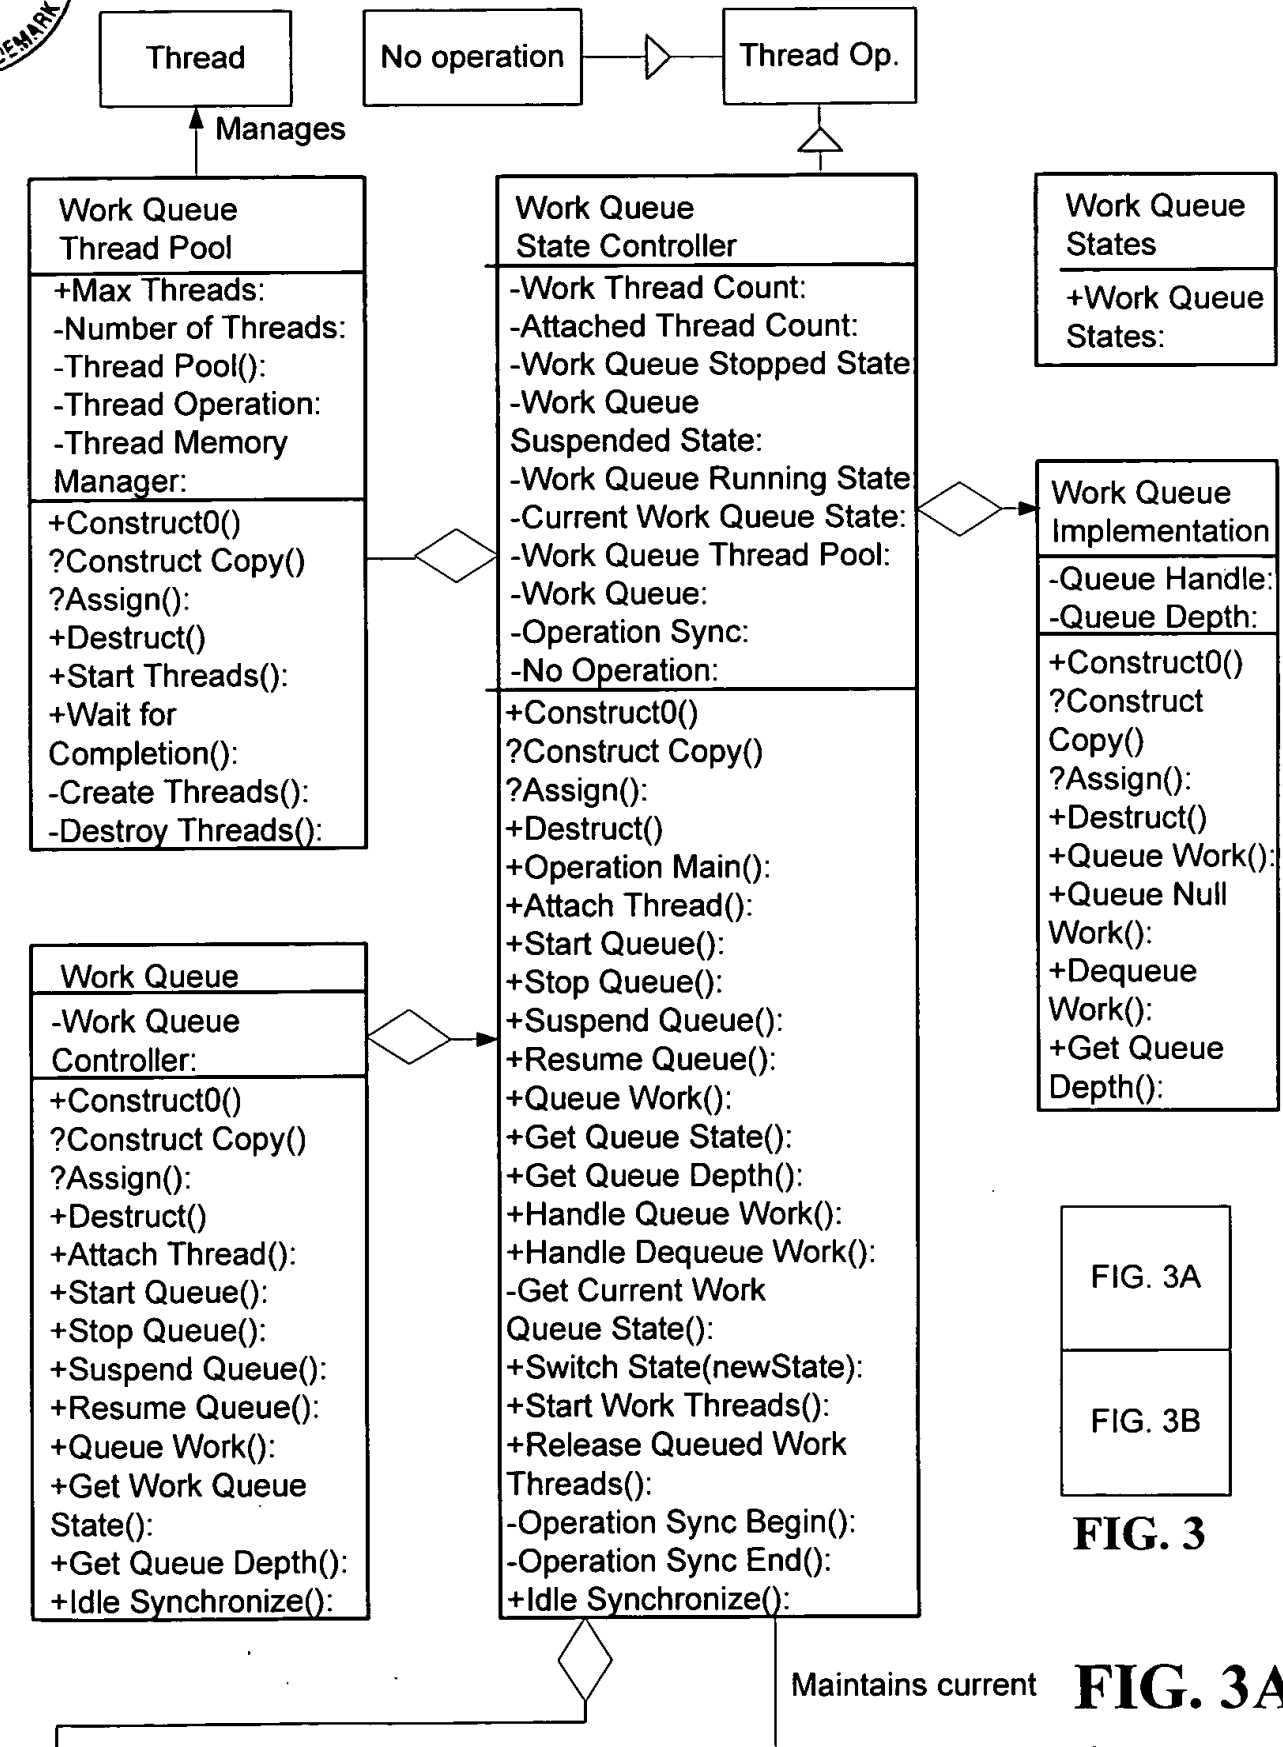 EMARK
Thread
No operation
Thread Op.
Manages
Work Queue
Thread Pool
+Max Threads:
-Number of Threads:
-Thread Pool():
-Thread Operation:
-Thread Memory
Manager:
+Construct0()
?Construct Copy()
?Assign():
+Destruct()
+Start Threads():
+Wait for
Completion():
-Create Threads():
-Destroy Threads():
Work Queue
State Controller
-Work Thread Count:
-Attached Thread Count:
-Work Queue Stopped State:
-Work Queue
Suspended State:
-Work Queue Running State:
-Current Work Queue State:
-Work Queue Thread Pool:
-Work Queue:
-Operation Sync:
-No Operation:
+Construct0()
?Construct Copy()
?Assign():
+Destruct()
+Operation Main():
+Attach Thread():
+Start Queue():
+Stop Queue():
+Suspend Queue():
+Resume Queue():
+Queue Work():
+Get Queue State():
+Get Queue Depth():
+Handle Queue Work():
+Handle Dequeue Work():
-Get Current Work
Queue State():
+Switch State(newState):
+Start Work Threads():
+Release Queued Work
Threads():
-Operation Sync Begin():
-Operation Sync End():
+Idle Synchronize():
Work Queue
States
+Work Queue
States:
Work Queue
Implementation
-Queue Handle:
-Queue Depth:
+Construct0()
?Construct
Copy()
?Assign():
+Destruct()
+Queue Work():
+Queue Null
Work():
+Dequeue
Work():
+Get Queue
Depth():
Work Queue
-Work Queue
Controller:
+Construct0()
?Construct Copy()
?Assign():
+Destruct()
+Attach Thread():
+Start Queue():
+Stop Queue():
+Suspend Queue():
+Resume Queue():
+Queue Work():
+Get Work Queue
State():
+Get Queue Depth():
+Idle Synchronize():
FIG. 3A
FIG. 3B
FIG. 3
Maintains current
FIG. 3A